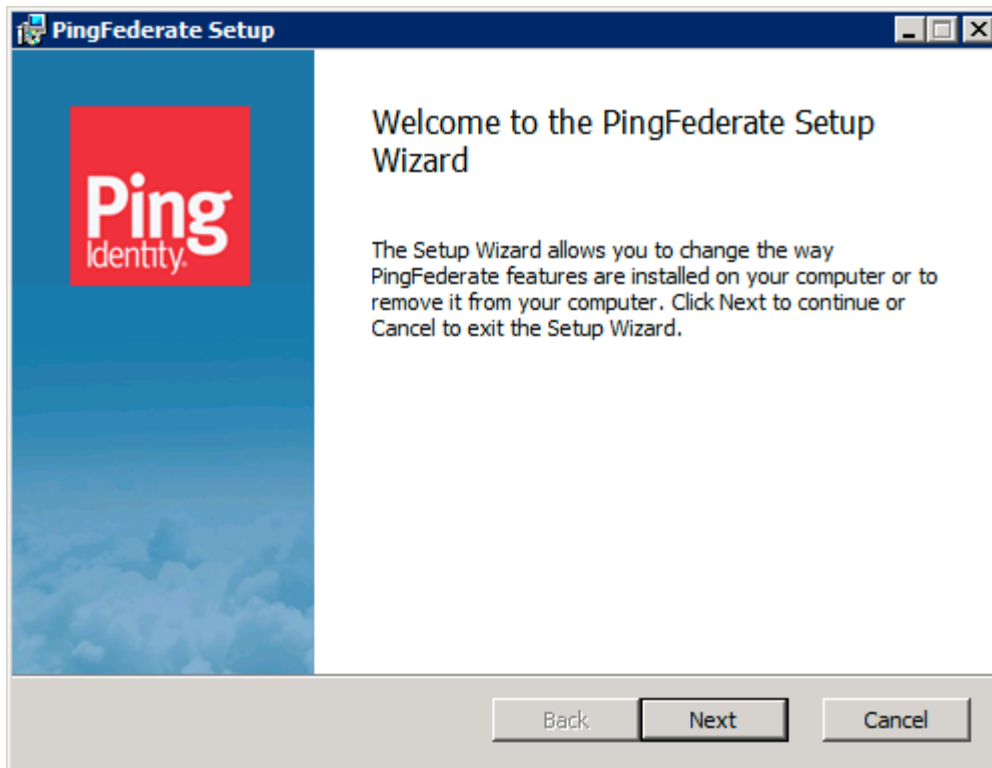 PingFederate Setup
Ping
Identity.
Welcome to the PingFederate Setup
Wizard
The Setup Wizard allows you to change the way
PingFederate features are installed on your computer or to
remove it from your computer. Click Next to continue or
Cancel to exit the Setup Wizard.
Back
Next
Cancel